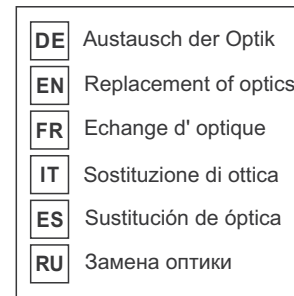 DE Austausch der Optik
EN Replacement of optics
FR Echange d' optique
IT Sostituzione di ottica
ES Sustitución de óptica
RU Замена оптики